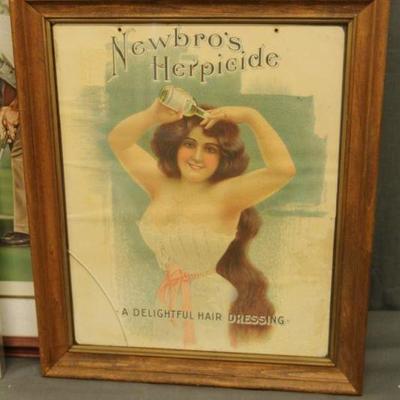 Newbro's
Herpicide
A DELIGHTFUL HAIR DRESSING.